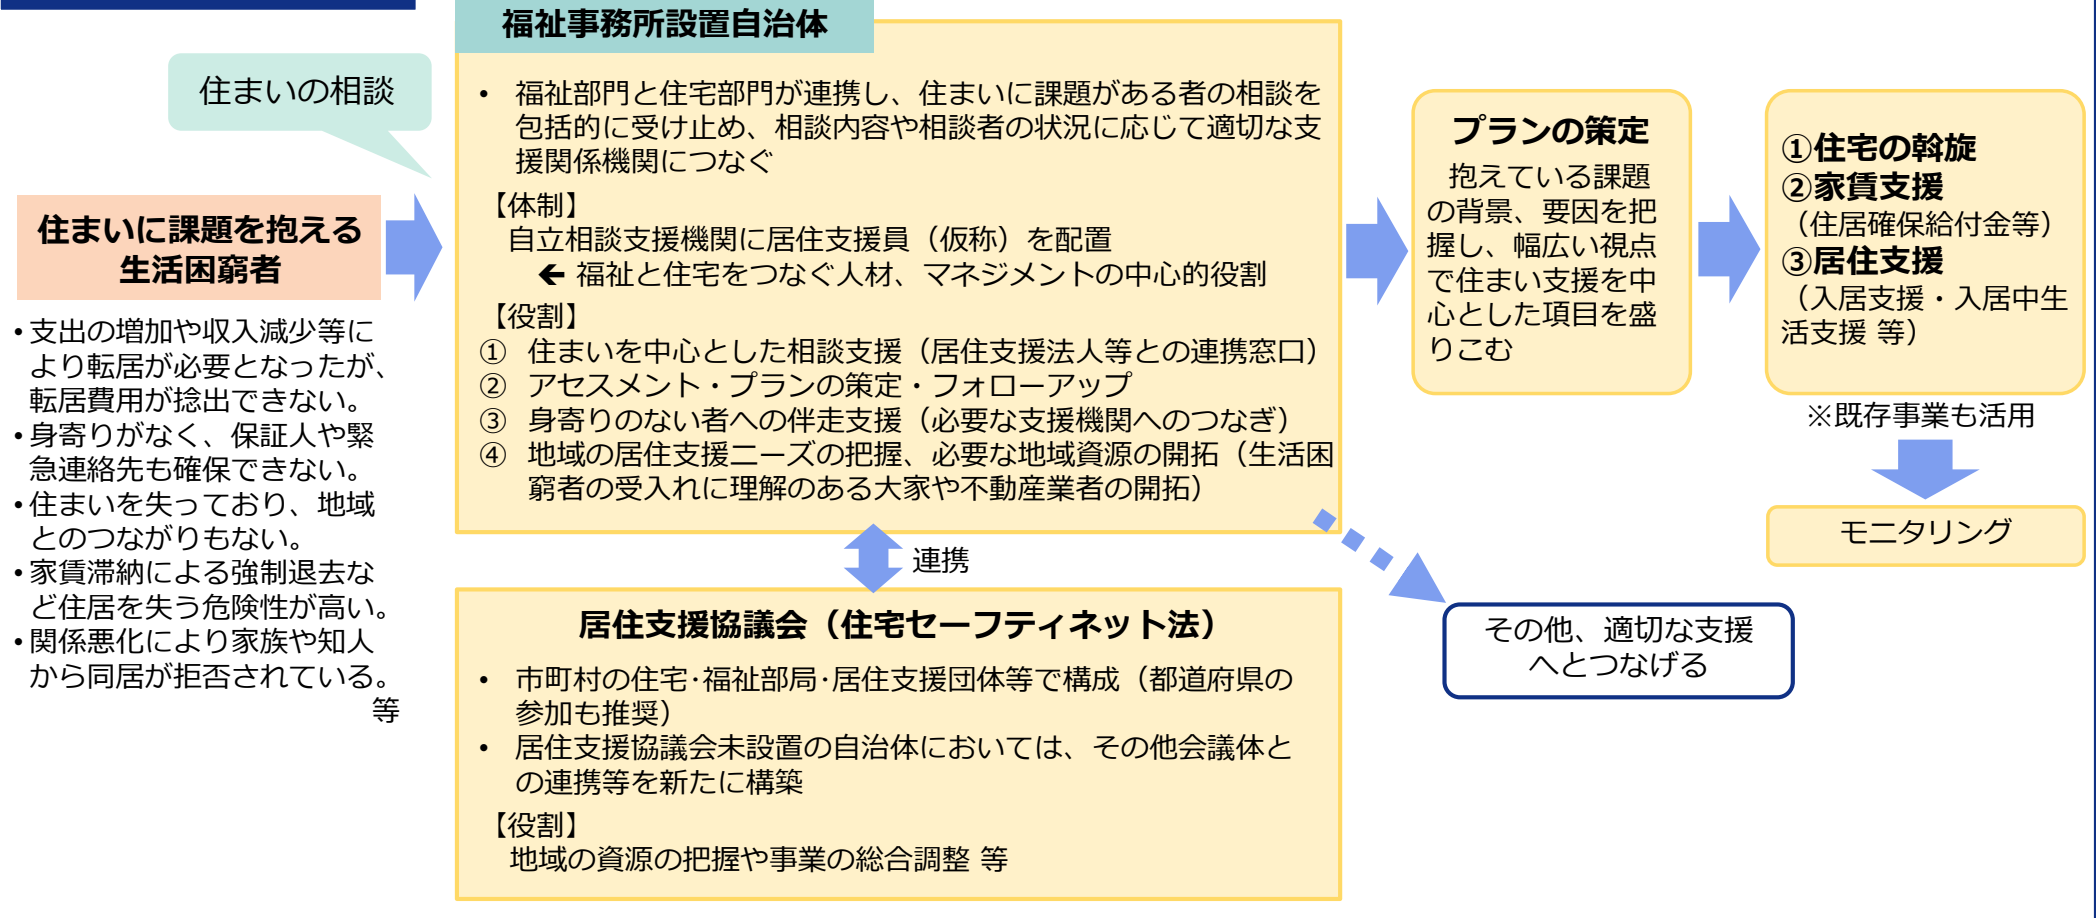 住まいの相談
住まいに課題を抱える
生活困窮者
•支出の増加や収入減少等に
より転居が必要となったが、
転居費用が捻出できない。
•身寄りがなく、保証人や緊
急連絡先も確保できない。
•住まいを失っており、地域
とのつながりもない。
•家賃滞納による強制退去な
ど住居を失う危険性が高い。
•関係悪化により家族や知人
から同居が拒否されている。
等
福祉事務所設置自治体
• 福祉部門と住宅部門が連携し、住まいに課題がある者の相談を
包括的に受け止め、相談内容や相談者の状況に応じて適切な支
援関係機関につなぐ
【体制】
自立相談支援機関に居住支援員（仮称）を配置
← 福祉と住宅をつなぐ人材、マネジメントの中心的役割
【役割】
① 住まいを中心とした相談支援（居住支援法人等との連携窓口）
② アセスメント・プランの策定・フォローアップ
③ 身寄りのない者への伴走支援（必要な支援機関へのつなぎ）
④ 地域の居住支援ニーズの把握、必要な地域資源の開拓（生活困
窮者の受入れに理解のある大家や不動産業者の開拓）
連携
居住支援協議会（住宅セーフティネット法）
• 市町村の住宅･福祉部局･居住支援団体等で構成（都道府県の
参加も推奨）
• 居住支援協議会未設置の自治体においては、その他会議体と
の連携等を新たに構築
【役割】
地域の資源の把握や事業の総合調整 等
プランの策定
抱えている課題
の背景、要因を把
握し、幅広い視点
で住まい支援を中
心とした項目を盛
りこむ
①住宅の斡旋
②家賃支援
（住居確保給付金等）
③居住支援
（入居支援・入居中生
活支援 等）
※既存事業も活用
モニタリング
その他、適切な支援
へとつなげる